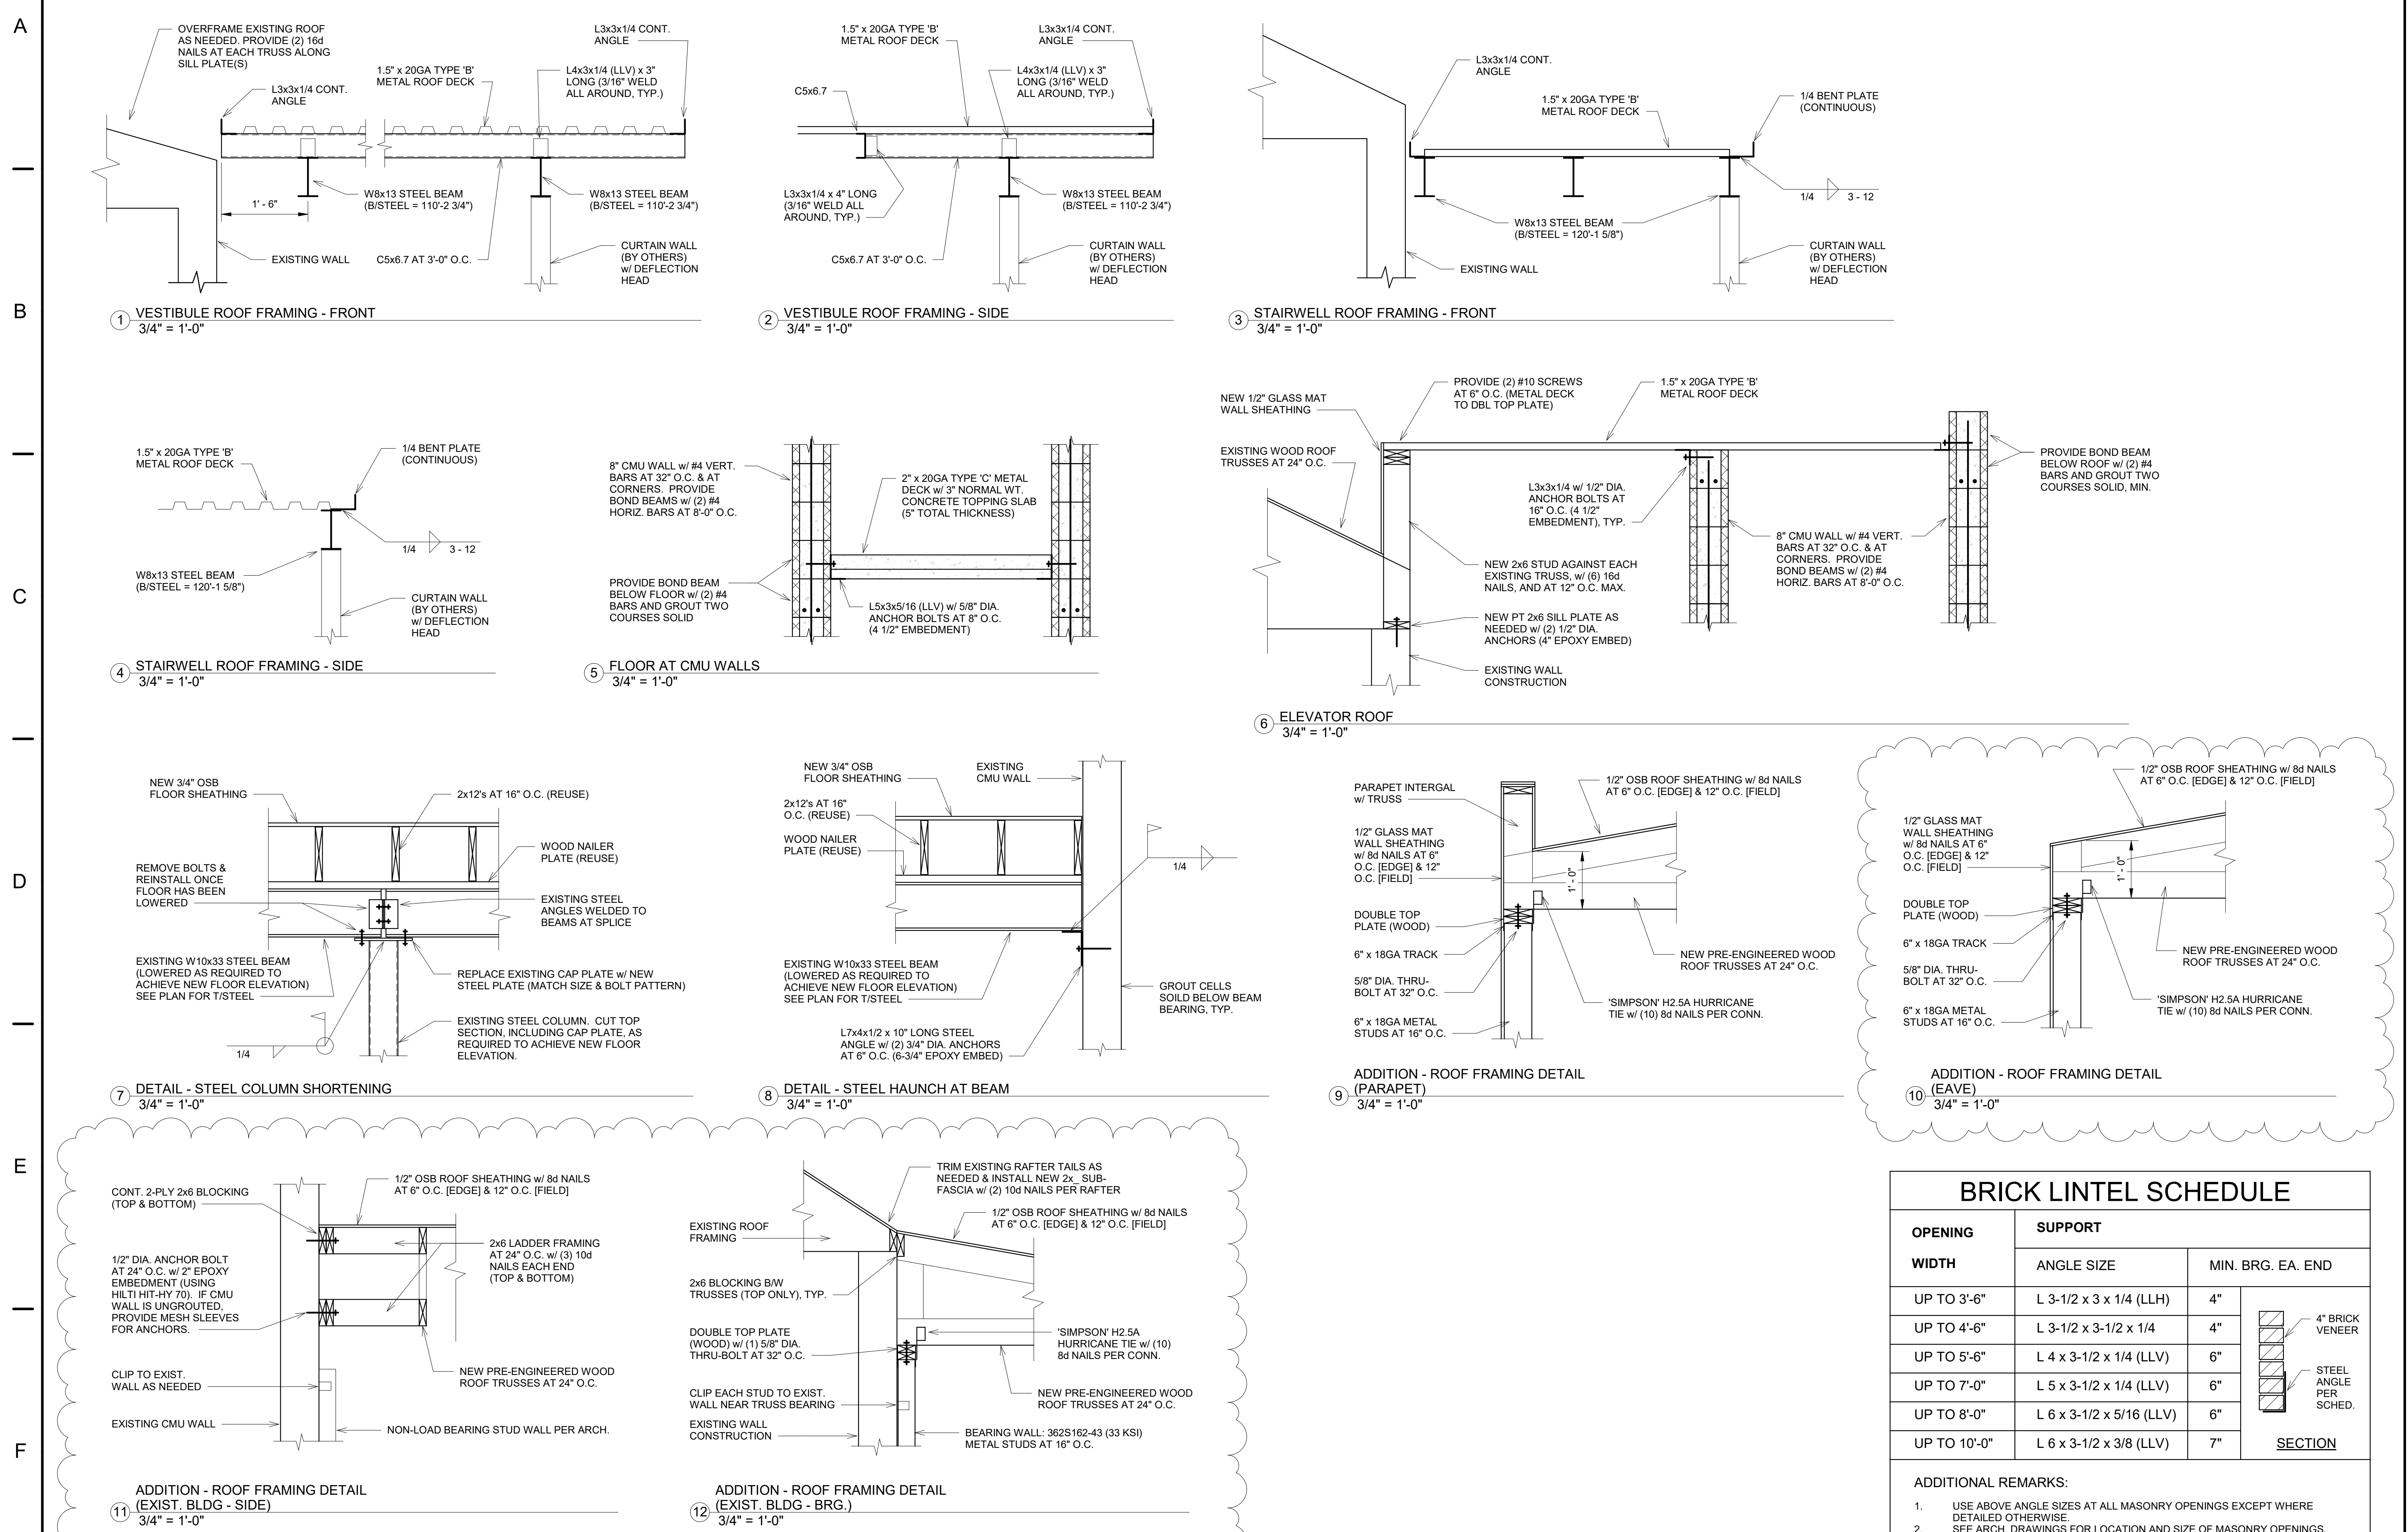 A
B
C
D
E
F
OVERFRAME EXISTING ROOF
AS NEEDED. PROVIDE (2) 16d
NAILS AT EACH TRUSS ALONG
SILL PLATE(S)
L3x3x1/4 CONT.
ANGLE
1.5" x 20GA TYPE 'B'
METAL ROOF DECK
L3x3x1/4 CONT.
ANGLE
L4x3x1/4 (LLV) x 3"
LONG (3/16" WELD
ALL AROUND, TYP.)
1' - 6"
W8x13 STEEL BEAM
(B/STEEL = 110'-2 3/4")
W8x13 STEEL BEAM
(B/STEEL = 110'-2 3/4")
EXISTING WALL
C5x6.7 AT 3'-0" O.C.
CURTAIN WALL
(BY OTHERS)
w/ DEFLECTION
HEAD
1 VESTIBULE ROOF FRAMING - FRONT
3/4" = 1'-0"
1.5" x 20GA TYPE 'B'
METAL ROOF DECK
L3x3x1/4 CONT.
ANGLE
C5x6.7
L4x3x1/4 (LLV) x 3"
LONG (3/16" WELD
ALL AROUND, TYP.)
L3x3x1/4 x 4" LONG
(3/16" WELD ALL
AROUND, TYP.)
W8x13 STEEL BEAM
(B/STEEL = 110'-2 3/4")
C5x6.7 AT 3'-0" O.C.
CURTAIN WALL
(BY OTHERS)
w/ DEFLECTION
HEAD
2 VESTIBULE ROOF FRAMING - SIDE
3/4" = 1'-0"
L3x3x1/4 CONT.
ANGLE
1.5" x 20GA TYPE 'B'
METAL ROOF DECK
1/4 BENT PLATE
(CONTINUOUS)
1/4 3 - 12
W8x13 STEEL BEAM
(B/STEEL = 120'-1 5/8")
EXISTING WALL
CURTAIN WALL
(BY OTHERS)
w/ DEFLECTION
HEAD
3 STAIRWELL ROOF FRAMING - FRONT
3/4" = 1'-0"
1.5" x 20GA TYPE 'B'
METAL ROOF DECK
1/4 BENT PLATE
(CONTINUOUS)
1/4 3 - 12
W8x13 STEEL BEAM
(B/STEEL = 120'-1 5/8")
CURTAIN WALL
(BY OTHERS)
w/ DEFLECTION
HEAD
4 STAIRWELL ROOF FRAMING - SIDE
3/4" = 1'-0"
8" CMU WALL w/ #4 VERT.
BARS AT 32" O.C. & AT
CORNERS. PROVIDE
BOND BEAMS w/ (2) #4
HORIZ. BARS AT 8'-0" O.C.
2" x 20GA TYPE 'C' METAL
DECK w/ 3" NORMAL WT.
CONCRETE TOPPING SLAB
(5" TOTAL THICKNESS)
PROVIDE BOND BEAM
BELOW FLOOR w/ (2) #4
BARS AND GROUT TWO
COURSES SOLID
L5x3x5/16 (LLV) w/ 5/8" DIA.
ANCHOR BOLTS AT 8" O.C.
(4 1/2" EMBEDMENT)
5 FLOOR AT CMU WALLS
3/4" = 1'-0"
NEW 1/2" GLASS MAT
WALL SHEATHING
PROVIDE (2) #10 SCREWS
AT 6" O.C. (METAL DECK
TO DBL TOP PLATE)
1.5" x 20GA TYPE 'B'
METAL ROOF DECK
EXISTING WOOD ROOF
TRUSSES AT 24" O.C.
PROVIDE BOND BEAM
BELOW ROOF w/ (2) #4
BARS AND GROUT TWO
COURSES SOLID, MIN.
L3x3x1/4 w/ 1/2" DIA.
ANCHOR BOLTS AT
16" O.C. (4 1/2"
EMBEDMENT), TYP.
8" CMU WALL w/ #4 VERT.
BARS AT 32" O.C. & AT
CORNERS. PROVIDE
BOND BEAMS w/ (2) #4
HORIZ. BARS AT 8'-0" O.C.
NEW 2x6 STUD AGAINST EACH
EXISTING TRUSS, w/ (6) 16d
NAILS, AND AT 12" O.C. MAX.
NEW PT 2x6 SILL PLATE AS
NEEDED w/ (2) 1/2" DIA.
ANCHORS (4" EPOXY EMBED)
EXISTING WALL
CONSTRUCTION
6 ELEVATOR ROOF
3/4" = 1'-0"
NEW 3/4" OSB
FLOOR SHEATHING
2x12's AT 16" O.C. (REUSE)
WOOD NAILER
PLATE (REUSE)
REMOVE BOLTS &
REINSTALL ONCE
FLOOR HAS BEEN
LOWERED
EXISTING STEEL
ANGLES WELDED TO
BEAMS AT SPLICE
EXISTING W10x33 STEEL BEAM
(LOWERED AS REQUIRED TO
ACHIEVE NEW FLOOR ELEVATION)
SEE PLAN FOR T/STEEL
REPLACE EXISTING CAP PLATE w/ NEW
STEEL PLATE (MATCH SIZE & BOLT PATTERN)
EXISTING STEEL COLUMN. CUT TOP
SECTION, INCLUDING CAP PLATE, AS
REQUIRED TO ACHIEVE NEW FLOOR
ELEVATION.
1/4
7 DETAIL - STEEL COLUMN SHORTENING
3/4" = 1'-0"
NEW 3/4" OSB
FLOOR SHEATHING
EXISTING
CMU WALL
2x12's AT 16"
O.C. (REUSE)
WOOD NAILER
PLATE (REUSE)
1/4
EXISTING W10x33 STEEL BEAM
(LOWERED AS REQUIRED TO
ACHIEVE NEW FLOOR ELEVATION)
SEE PLAN FOR T/STEEL
GROUT CELLS
SOILD BELOW BEAM
BEARING, TYP.
L7x4x1/2 x 10" LONG STEEL
ANGLE w/ (2) 3/4" DIA. ANCHORS
AT 6" O.C. (6-3/4" EPOXY EMBED)
8 DETAIL - STEEL HAUNCH AT BEAM
3/4" = 1'-0"
PARAPET INTERGAL
w/ TRUSS
1/2" OSB ROOF SHEATHING w/ 8d NAILS
AT 6" O.C. [EDGE] & 12" O.C. [FIELD]
1/2" GLASS MAT
WALL SHEATHING
w/ 8d NAILS AT 6"
O.C. [EDGE] & 12"
O.C. [FIELD]
1' - 0"
DOUBLE TOP
PLATE (WOOD)
6" x 18GA TRACK
NEW PRE-ENGINEERED WOOD
ROOF TRUSSES AT 24" O.C.
5/8" DIA. THRU-
BOLT AT 32" O.C.
'SIMPSON' H2.5A HURRICANE
TIE w/ (10) 8d NAILS PER CONN.
6" x 18GA METAL
STUDS AT 16" O.C.
ADDITION - ROOF FRAMING DETAIL
9 (PARAPET)
3/4" = 1'-0"
1/2" OSB ROOF SHEATHING w/ 8d NAILS
AT 6" O.C. [EDGE] & 12" O.C. [FIELD]
1/2" GLASS MAT
WALL SHEATHING
w/ 8d NAILS AT 6"
O.C. [EDGE] & 12"
O.C. [FIELD]
1' - 0"
DOUBLE TOP
PLATE (WOOD)
6" x 18GA TRACK
NEW PRE-ENGINEERED WOOD
ROOF TRUSSES AT 24" O.C.
5/8" DIA. THRU-
BOLT AT 32" O.C.
'SIMPSON' H2.5A HURRICANE
TIE w/ (10) 8d NAILS PER CONN.
6" x 18GA METAL
STUDS AT 16" O.C.
ADDITION - ROOF FRAMING DETAIL
10 (EAVE)
3/4" = 1'-0"
CONT. 2-PLY 2x6 BLOCKING
(TOP & BOTTOM)
1/2" OSB ROOF SHEATHING w/ 8d NAILS
AT 6" O.C. [EDGE] & 12" O.C. [FIELD]
1/2" DIA. ANCHOR BOLT
AT 24" O.C. w/ 2" EPOXY
EMBEDMENT (USING
HILTI HIT-HY 70). IF CMU
WALL IS UNGROUTED,
PROVIDE MESH SLEEVES
FOR ANCHORS.
2x6 LADDER FRAMING
AT 24" O.C. w/ (3) 10d
NAILS EACH END
(TOP & BOTTOM)
CLIP TO EXIST.
WALL AS NEEDED
NEW PRE-ENGINEERED WOOD
ROOF TRUSSES AT 24" O.C.
EXISTING CMU WALL
NON-LOAD BEARING STUD WALL PER ARCH.
ADDITION - ROOF FRAMING DETAIL
11 (EXIST. BLDG - SIDE)
3/4" = 1'-0"
TRIM EXISTING RAFTER TAILS AS
NEEDED & INSTALL NEW 2x_ SUB-
FASCIA w/ (2) 10d NAILS PER RAFTER
EXISTING ROOF
FRAMING
1/2" OSB ROOF SHEATHING w/ 8d NAILS
AT 6" O.C. [EDGE] & 12" O.C. [FIELD]
2x6 BLOCKING B/W
TRUSSES (TOP ONLY), TYP.
DOUBLE TOP PLATE
(WOOD) w/ (1) 5/8" DIA.
THRU-BOLT AT 32" O.C.
'SIMPSON' H2.5A
HURRICANE TIE w/ (10)
8d NAILS PER CONN.
CLIP EACH STUD TO EXIST.
WALL NEAR TRUSS BEARING
NEW PRE-ENGINEERED WOOD
ROOF TRUSSES AT 24" O.C.
EXISTING WALL
CONSTRUCTION
BEARING WALL: 362S162-43 (33 KSI)
METAL STUDS AT 16" O.C.
ADDITION - ROOF FRAMING DETAIL
12 (EXIST. BLDG - BRG.)
3/4" = 1'-0"
BRICK LINTEL SCHEDULE
OPENING WIDTH SUPPORT
ANGLE SIZE MIN. BRG. EA. END
UP TO 3'-6" L 3-1/2 x 3 x 1/4 (LLH) 4"
UP TO 4'-6" L 3-1/2 x 3-1/2 x 1/4 4"
UP TO 5'-6" L 4 x 3-1/2 x 1/4 (LLV) 6"
UP TO 7'-0" L 5 x 3-1/2 x 1/4 (LLV) 6"
UP TO 8'-0" L 6 x 3-1/2 x 5/16 (LLV) 6"
UP TO 10'-0" L 6 x 3-1/2 x 3/8 (LLV) 7"
4" BRICK
VENEER
STEEL
ANGLE
PER
SCHED.
SECTION
ADDITIONAL REMARKS:
1. USE ABOVE ANGLE SIZES AT ALL MASONRY OPENINGS EXCEPT WHERE
DETAILED OTHERWISE.
2. SEE ARCH. DRAWINGS FOR LOCATION AND SIZE OF MASONRY OPENINGS.